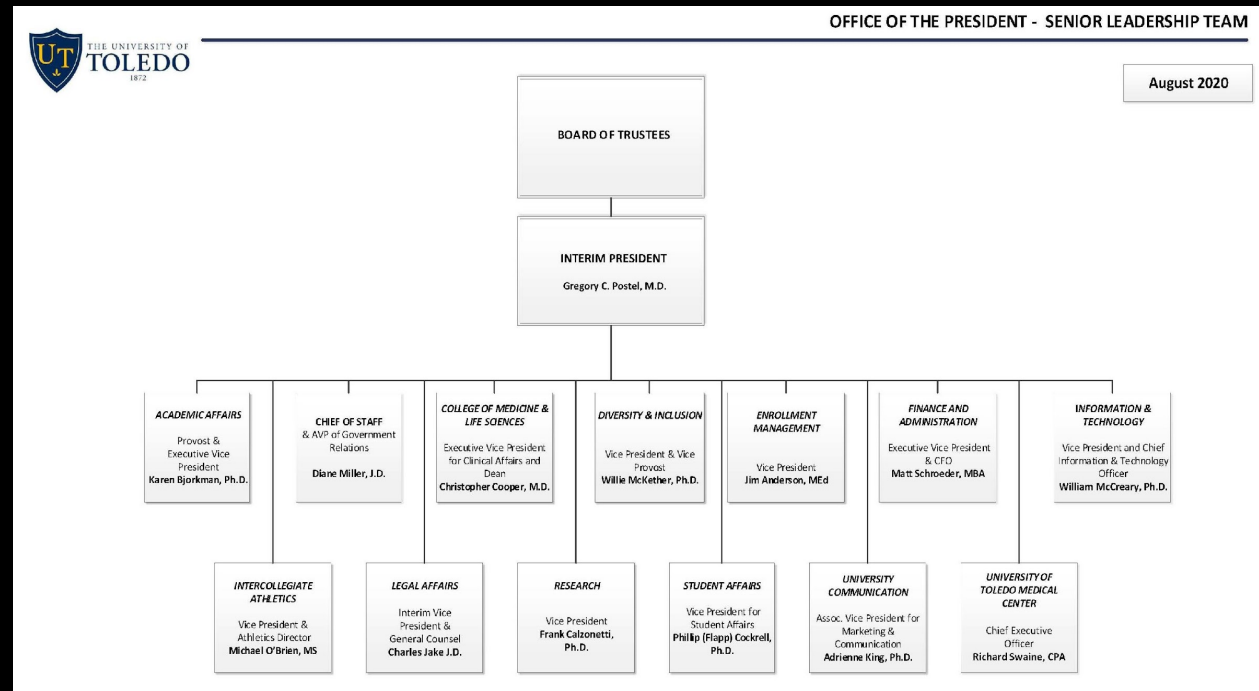 OFFICE OF THE PRESIDENT - SENIOR LEADERSHIP TEAM
UT
THE UNIVERSITY OF
TOLEDO
1872
August 2020
BOARD OF TRUSTEES
INTERIM PRESIDENT
Gregory C. Postel, M.D.
ACADEMIC AFFAIRS
Provost &
Executive Vice
President
Karen Bjorkman, Ph.D.
CHIEF OF STAFF
& AVP of Government
Relations
Diane Miller, J.D.
COLLEGE OF MEDICINE &
LIFE SCIENCES
Executive Vice President
for Clinical Affairs and
Dean
Christopher Cooper, M.D.
DIVERSITY & INCLUSION
Vice President & Vice
Provost
Willie McKether, Ph.D.
ENROLLMENT
MANAGEMENT
Vice President
Jim Anderson, MEd
FINANCE AND
ADMINISTRATION
Executive Vice President
& CFO
Matt Schroeder, MBA
INFORMATION &
TECHNOLOGY
Vice President and Chief
Information & Technology
Officer
William McCreary, Ph.D.
INTERCOLLEGIATE
ATHLETICS
Vice President &
Athletics Director
Michael O'Brien, MS
LEGAL AFFAIRS
Interim Vice
President &
General Counsel
Charles Jake J.D.
RESEARCH
Vice President
Frank Calzonetti,
Ph.D.
STUDENT AFFAIRS
Vice President for
Student Affairs
Phillip (Flapp) Cockrell,
Ph.D.
UNIVERSITY
COMMUNICATION
Assoc. Vice President for
Marketing &
Communication
Adrienne King, Ph.D.
UNIVERSITY OF
TOLEDO MEDICAL
CENTER
Chief Executive
Officer
Richard Swaine, CPA